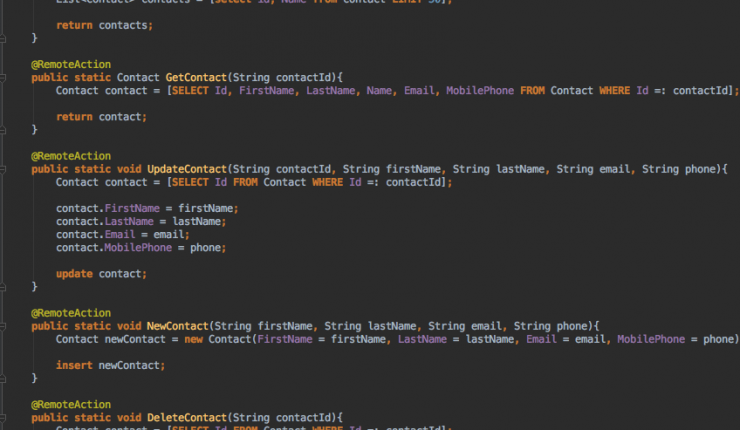 List<Contact> contacts = [SELECT Id, Name FROM Contact LIMIT 50];
return contacts;
}
@RemoteAction
public static Contact GetContact(String contactId){
Contact contact = [SELECT Id, FirstName, LastName, Name, Email, MobilePhone FROM Contact WHERE Id =: contactId];
return contact;
}
@RemoteAction
public static void UpdateContact(String contactId, String firstName, String lastName, String email, String phone){
Contact contact = [SELECT Id FROM Contact WHERE Id =: contactId];
contact.FirstName = firstName;
contact.LastName = lastName;
contact.Email = email;
contact.MobilePhone = phone;
update contact;
}
@RemoteAction
public static void NewContact(String firstName, String lastName, String email, String phone){
Contact newContact = new Contact(FirstName = firstName, LastName = lastName, Email = email, MobilePhone = phone)
insert newContact;
}
@RemoteAction
public static void DeleteContact(String contactId){
Contact contact = [SELECT Id FROM Contact WHERE Id =: contactId];